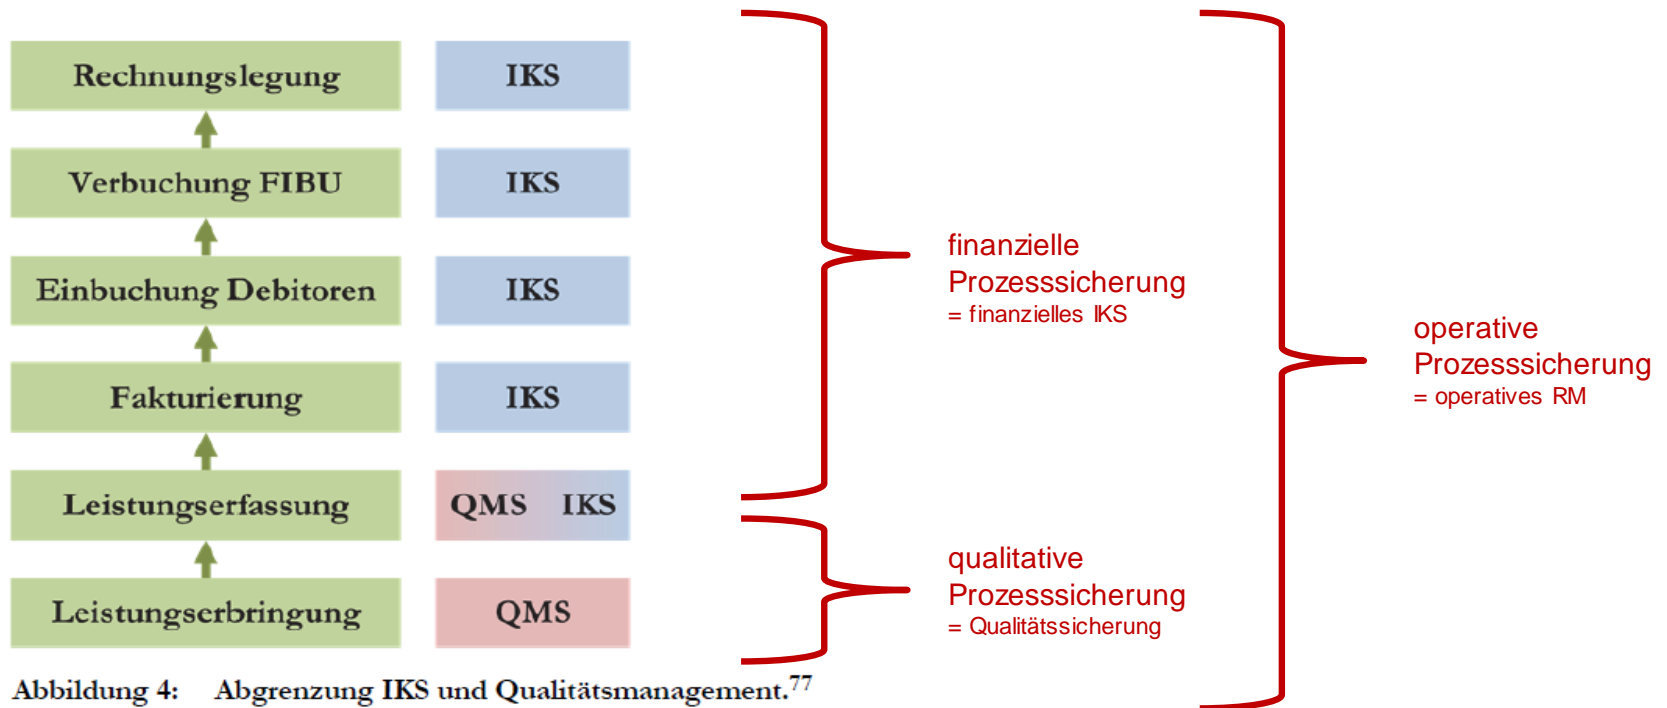 Rechnungslegung IKS
Verbuchung FIBU IKS
Einbuchung Debitoren IKS
Fakturierung IKS
Leistungserfassung QMS IKS
Leistungserbringung QMS
finanzielle
Prozesssicherung
= finanzielles IKS
qualitative
Prozesssicherung
= Qualitätssicherung
operative
Prozesssicherung
= operatives RM
Abbildung 4: Abgrenzung IKS und Qualitätsmanagement.77